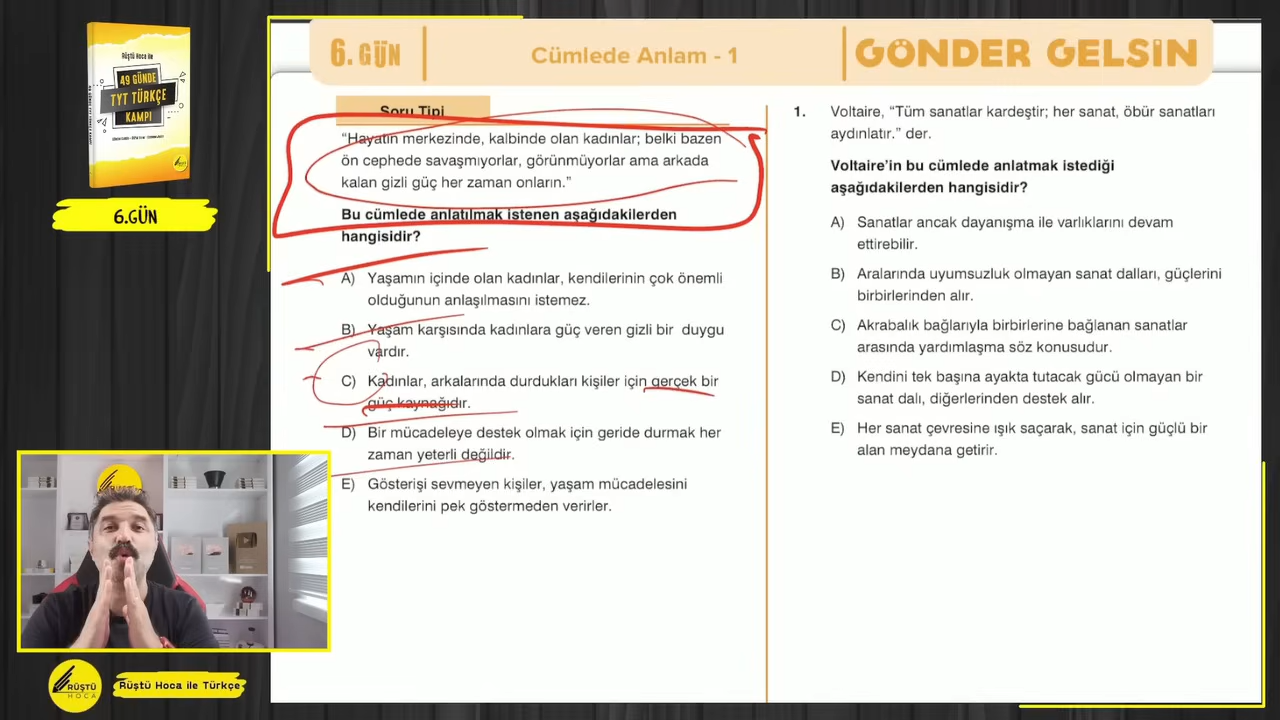 Rüştü Hoca ile
49 GÜNDE
TYT TÜRKÇE
KAMPI
6.GÜN
6. GÜN
Cümlede Anlam - 1
GÖNDER GELSİN
Soru Tipi
“Hayatın merkezinde, kalbinde olan kadınlar; belki bazen
ön cephede savaşmıyorlar, görünmüyorlar ama arkada
kalan gizli güç her zaman onların.”
Bu cümlede anlatılmak istenen aşağıdakilerden
hangisidir?
A) Yaşamın içinde olan kadınlar, kendilerinin çok önemli
olduğunun anlaşılmasını istemez.
B) Yaşam karşısında kadınlara güç veren gizli bir duygu
vardır.
C) Kadınlar, arkalarında durdukları kişiler için gerçek bir
güç kaynağıdır.
D) Bir mücadeleye destek olmak için geride durmak her
zaman yeterli değildir.
E) Gösterişi sevmeyen kişiler, yaşam mücadelesini
kendilerini pek göstermeden verirler.
1. Voltaire, “Tüm sanatlar kardeştir; her sanat, öbür sanatları
aydınlatır.” der.
Voltaire’in bu cümlede anlatmak istediği
aşağıdakilerden hangisidir?
A) Sanatlar ancak dayanışma ile varlıklarını devam
ettirebilir.
B) Aralarında uyumsuzluk olmayan sanat dalları, güçlerini
birbirlerinden alır.
C) Akrabalık bağlarıyla birbirlerine bağlanan sanatlar
arasında yardımlaşma söz konusudur.
D) Kendini tek başına ayakta tutacak gücü olmayan bir
sanat dalı, diğerlerinden destek alır.
E) Her sanat çevresine ışık saçarak, sanat için güçlü bir
alan meydana getirir.
RÜŞTÜ
HOCA
Rüştü Hoca ile Türkçe